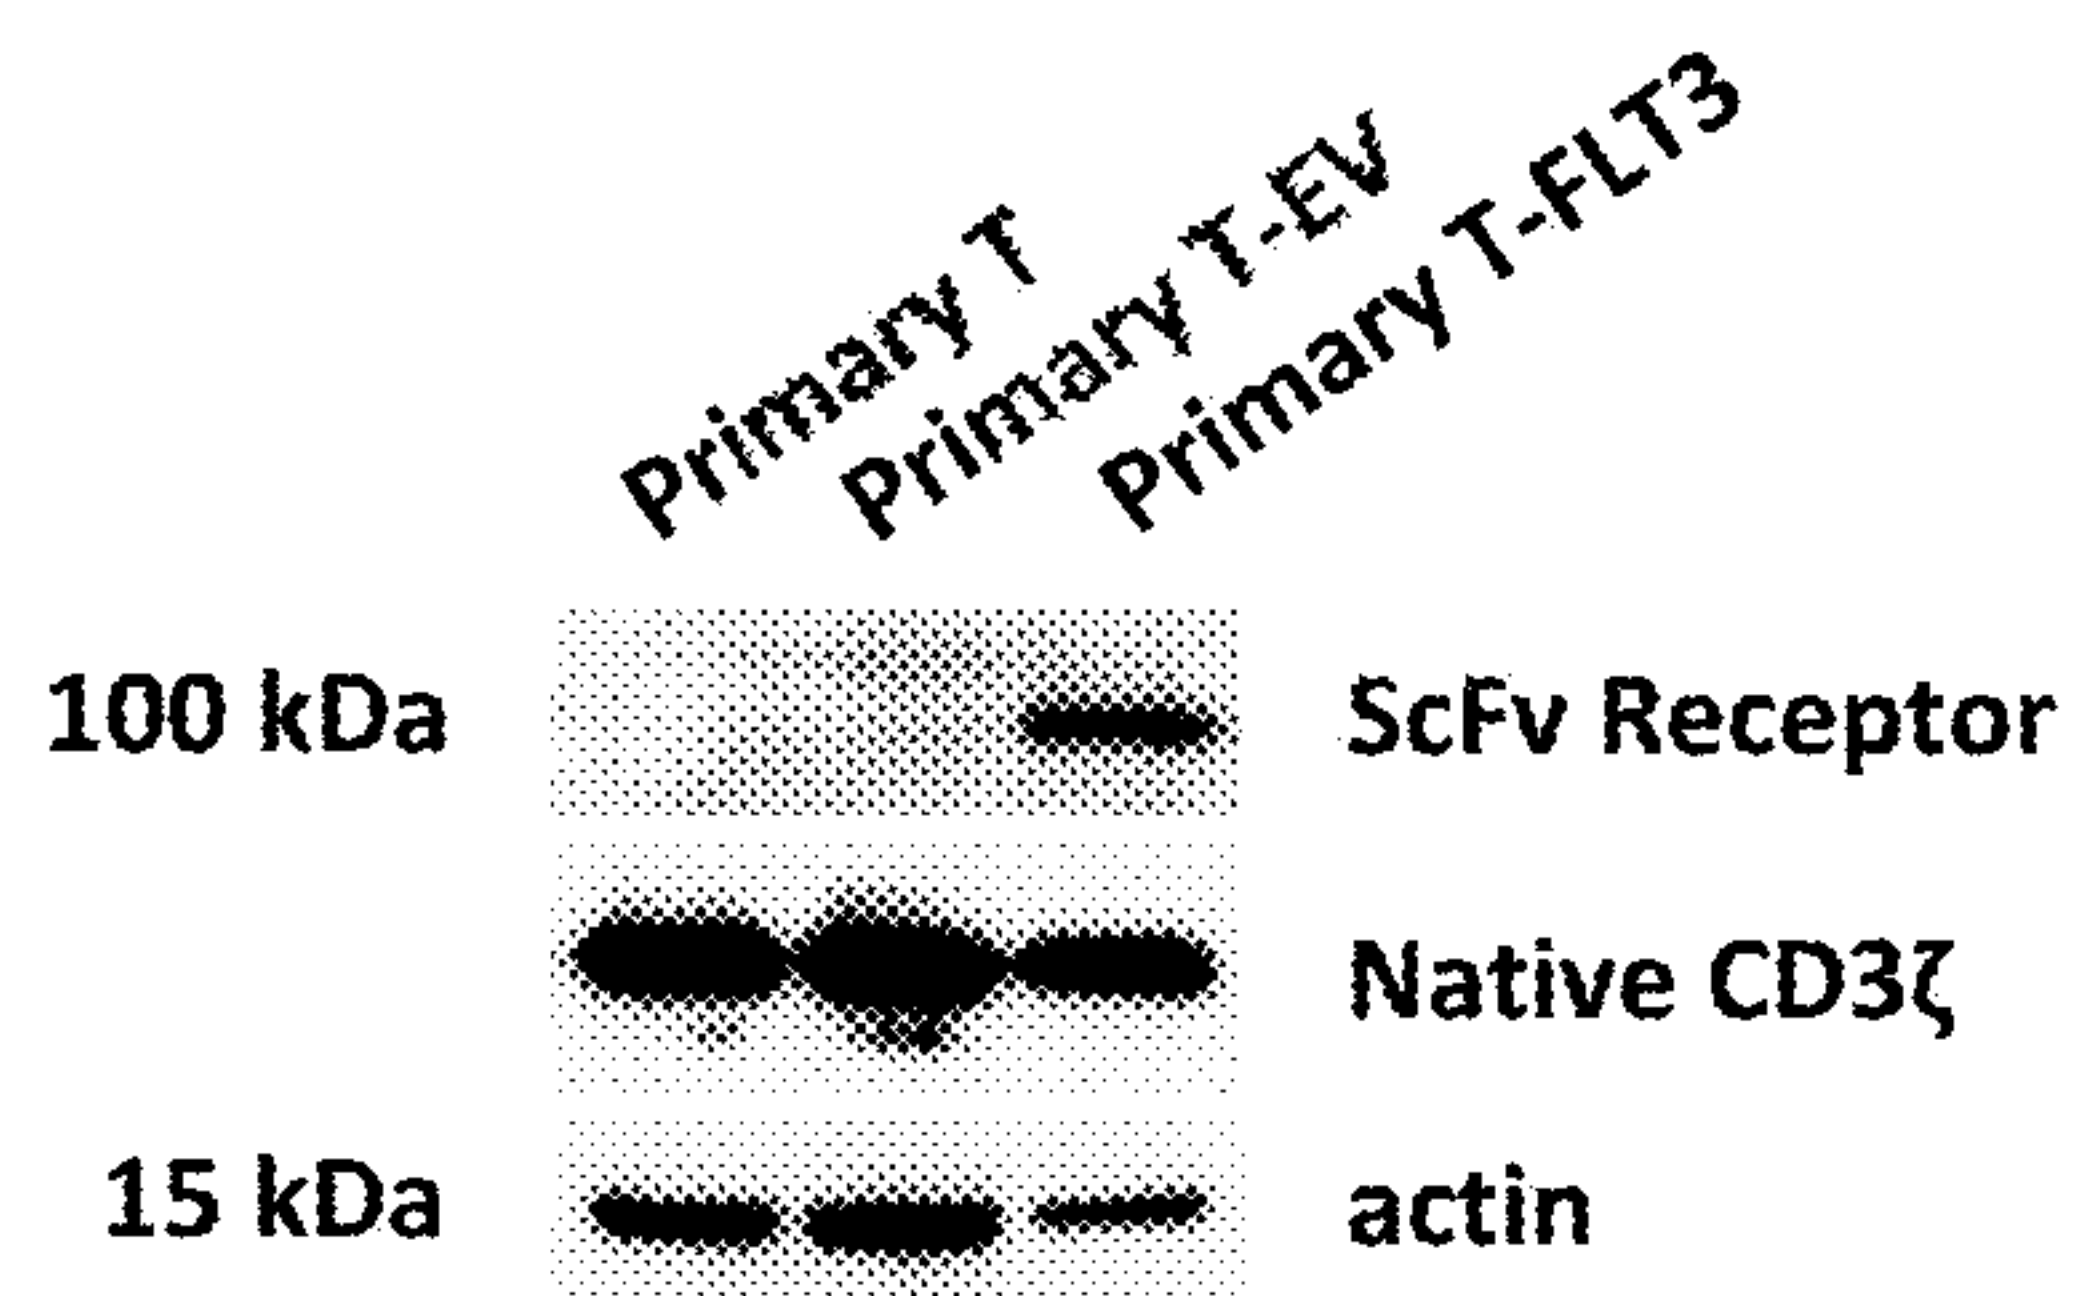 Primary T
Primary T-EV
Primary T-FLT3
100 kDa
ScFv Receptor
Native CD3ζ
15 kDa
actin